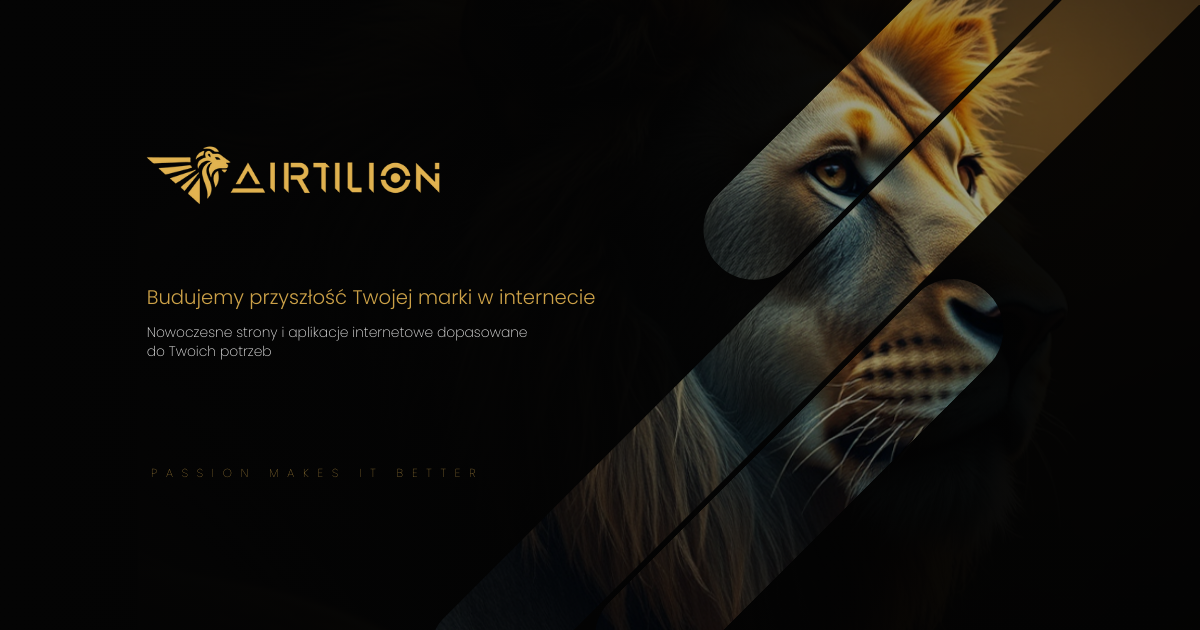 AIRTILION
Budujemy przyszłość Twojej marki w internecie
Nowoczesne strony i aplikacje internetowe dopasowane
do Twoich potrzeb
PASSION MAKES IT BETTER